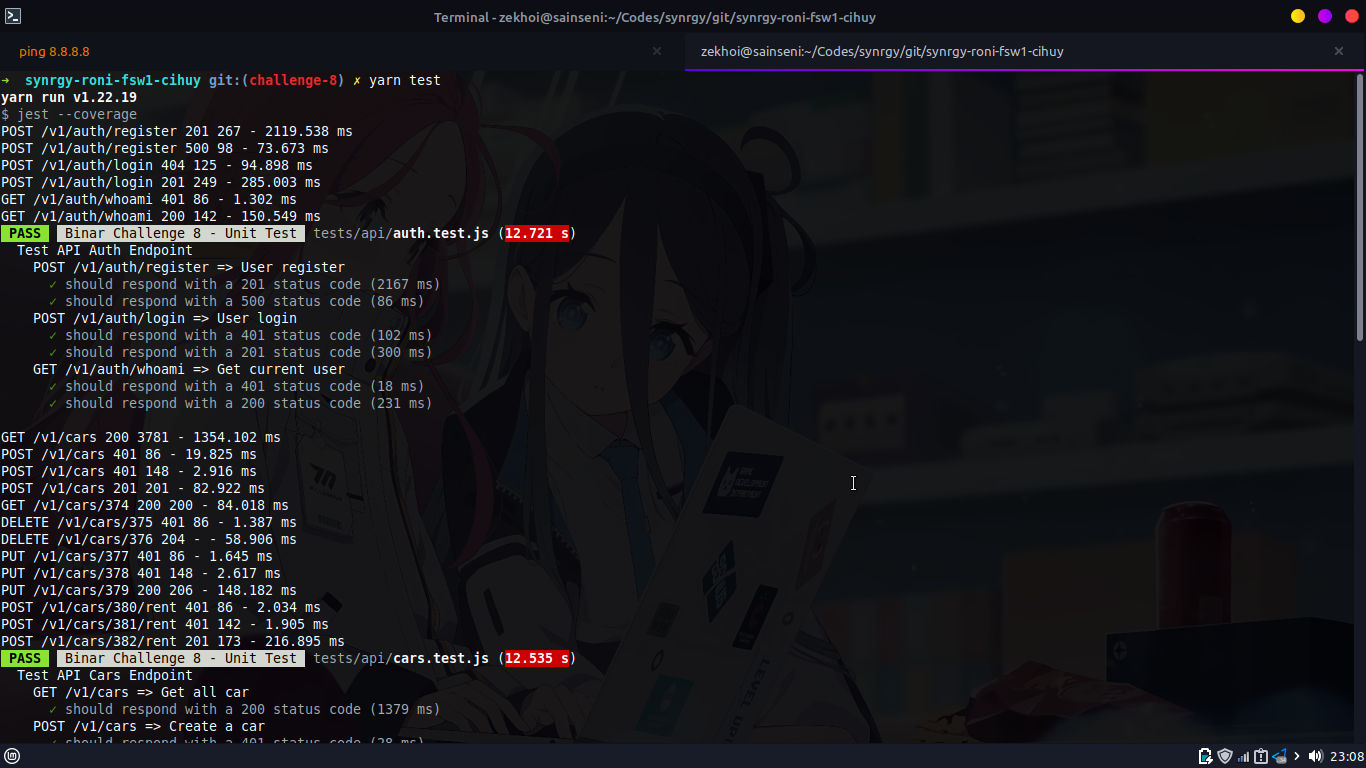 Terminal - zekhoi@sainseni:~/Codes/synrgy/git/synrgy-roni-fsw1-cihuy
ping 8.8.8.8
zekhoi@sainseni:~/Codes/synrgy/git/synrgy-roni-fsw1-cihuy
➜ synrgy-roni-fsw1-cihuy git:(challenge-8) ✗ yarn test
yarn run v1.22.19
$ jest --coverage
POST /v1/auth/register 201 267 - 2119.538 ms
POST /v1/auth/register 500 98 - 73.673 ms
POST /v1/auth/login 404 125 - 94.898 ms
POST /v1/auth/login 201 249 - 285.003 ms
GET /v1/auth/whoami 401 86 - 1.302 ms
GET /v1/auth/whoami 200 142 - 150.549 ms
PASS Binar Challenge 8 - Unit Test tests/api/auth.test.js (12.721 s)
Test API Auth Endpoint
POST /v1/auth/register => User register
✓ should respond with a 201 status code (2167 ms)
✓ should respond with a 500 status code (86 ms)
POST /v1/auth/login => User login
✓ should respond with a 401 status code (102 ms)
✓ should respond with a 201 status code (300 ms)
GET /v1/auth/whoami => Get current user
✓ should respond with a 401 status code (18 ms)
✓ should respond with a 200 status code (231 ms)
GET /v1/cars 200 3781 - 1354.102 ms
POST /v1/cars 401 86 - 19.825 ms
POST /v1/cars 401 148 - 2.916 ms
POST /v1/cars 201 201 - 82.922 ms
GET /v1/cars/374 200 200 - 84.018 ms
DELETE /v1/cars/375 401 86 - 1.387 ms
DELETE /v1/cars/376 204 - - 58.906 ms
PUT /v1/cars/377 401 86 - 1.645 ms
PUT /v1/cars/378 401 148 - 2.617 ms
PUT /v1/cars/379 200 206 - 148.182 ms
POST /v1/cars/380/rent 401 86 - 2.034 ms
POST /v1/cars/381/rent 401 142 - 1.905 ms
POST /v1/cars/382/rent 201 173 - 216.895 ms
PASS Binar Challenge 8 - Unit Test tests/api/cars.test.js (12.535 s)
Test API Cars Endpoint
GET /v1/cars => Get all car
✓ should respond with a 200 status code (1379 ms)
POST /v1/cars => Create a car
✓ should respond with a 401 status code (28 ms)
23:08